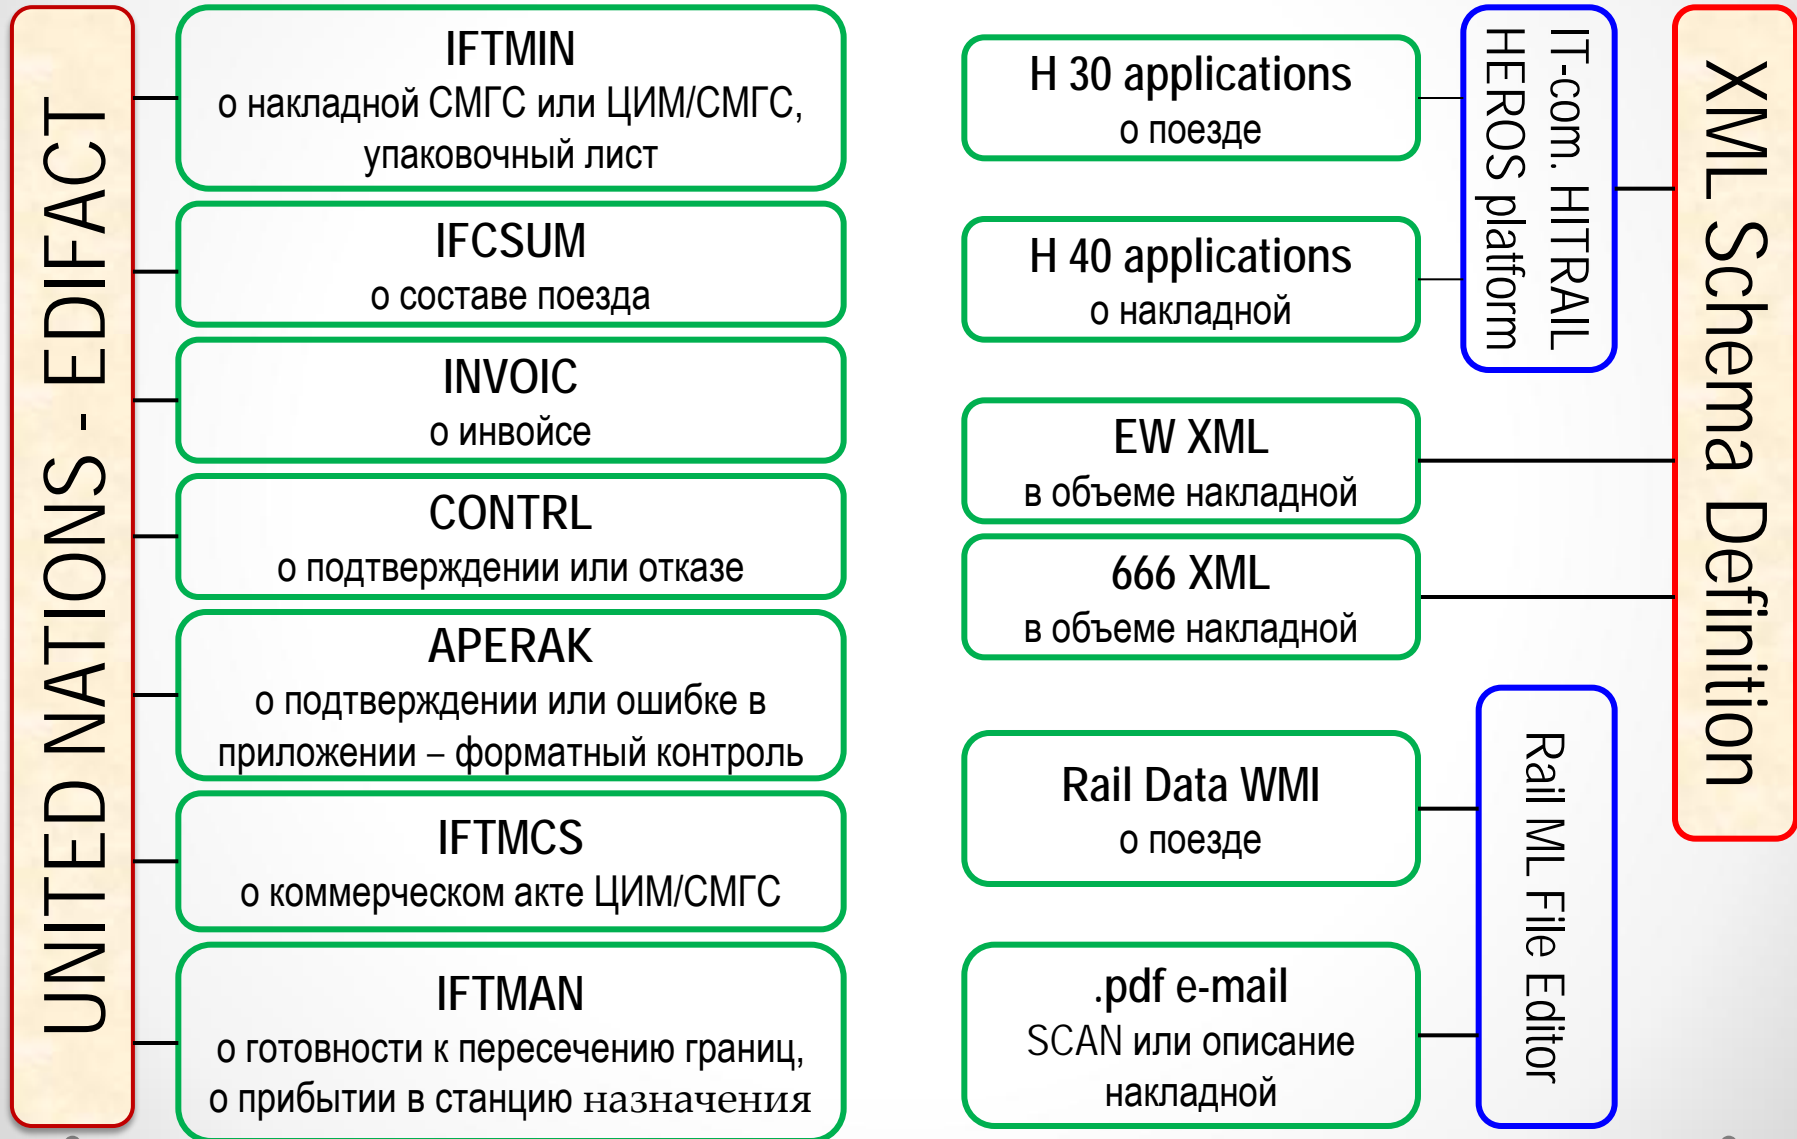 UNITED NATIONS - EDIFACT
IFTMIN
о накладной СМГС или ЦИМ/СМГС,
упаковочный лист
IFCSUM
о составе поезда
INVOIC
о инвойсе
CONTRL
о подтверждении или отказе
APERAK
о подтверждении или ошибке в
приложении – форматный контроль
IFTMCS
о коммерческом акте ЦИМ/СМГС
IFTMAN
о готовности к пересечению границ,
о прибытии в станцию назначения
H 30 applications
о поезде
H 40 applications
о накладной
EW XML
в объеме накладной
666 XML
в объеме накладной
Rail Data WMI
о поезде
.pdf e-mail
SCAN или описание
накладной
IT-com. HITRAIL
HEROS platform
Rail ML File Editor
XML Schema Definition